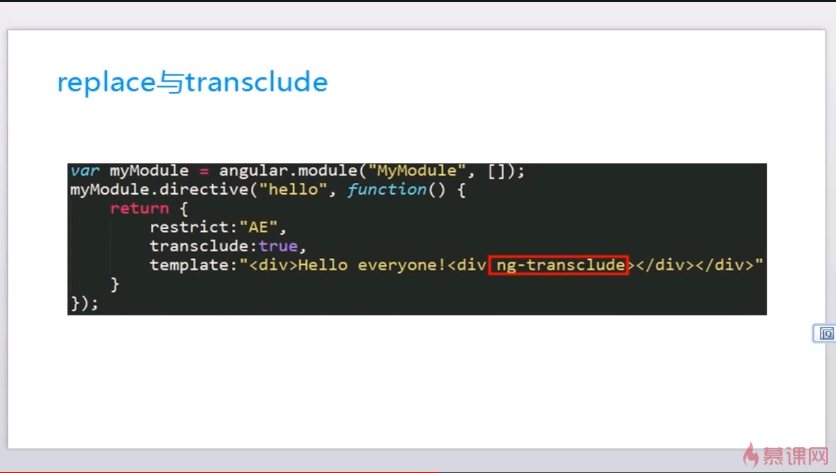 replace与transclude
var myModule = angular.module("MyModule", []);
myModule.directive("hello", function() {
return {
restrict:"AE",
transclude:true,
template:"<div>Hello everyone!<div ng-transclude></div></div>"
}
});
慕课网